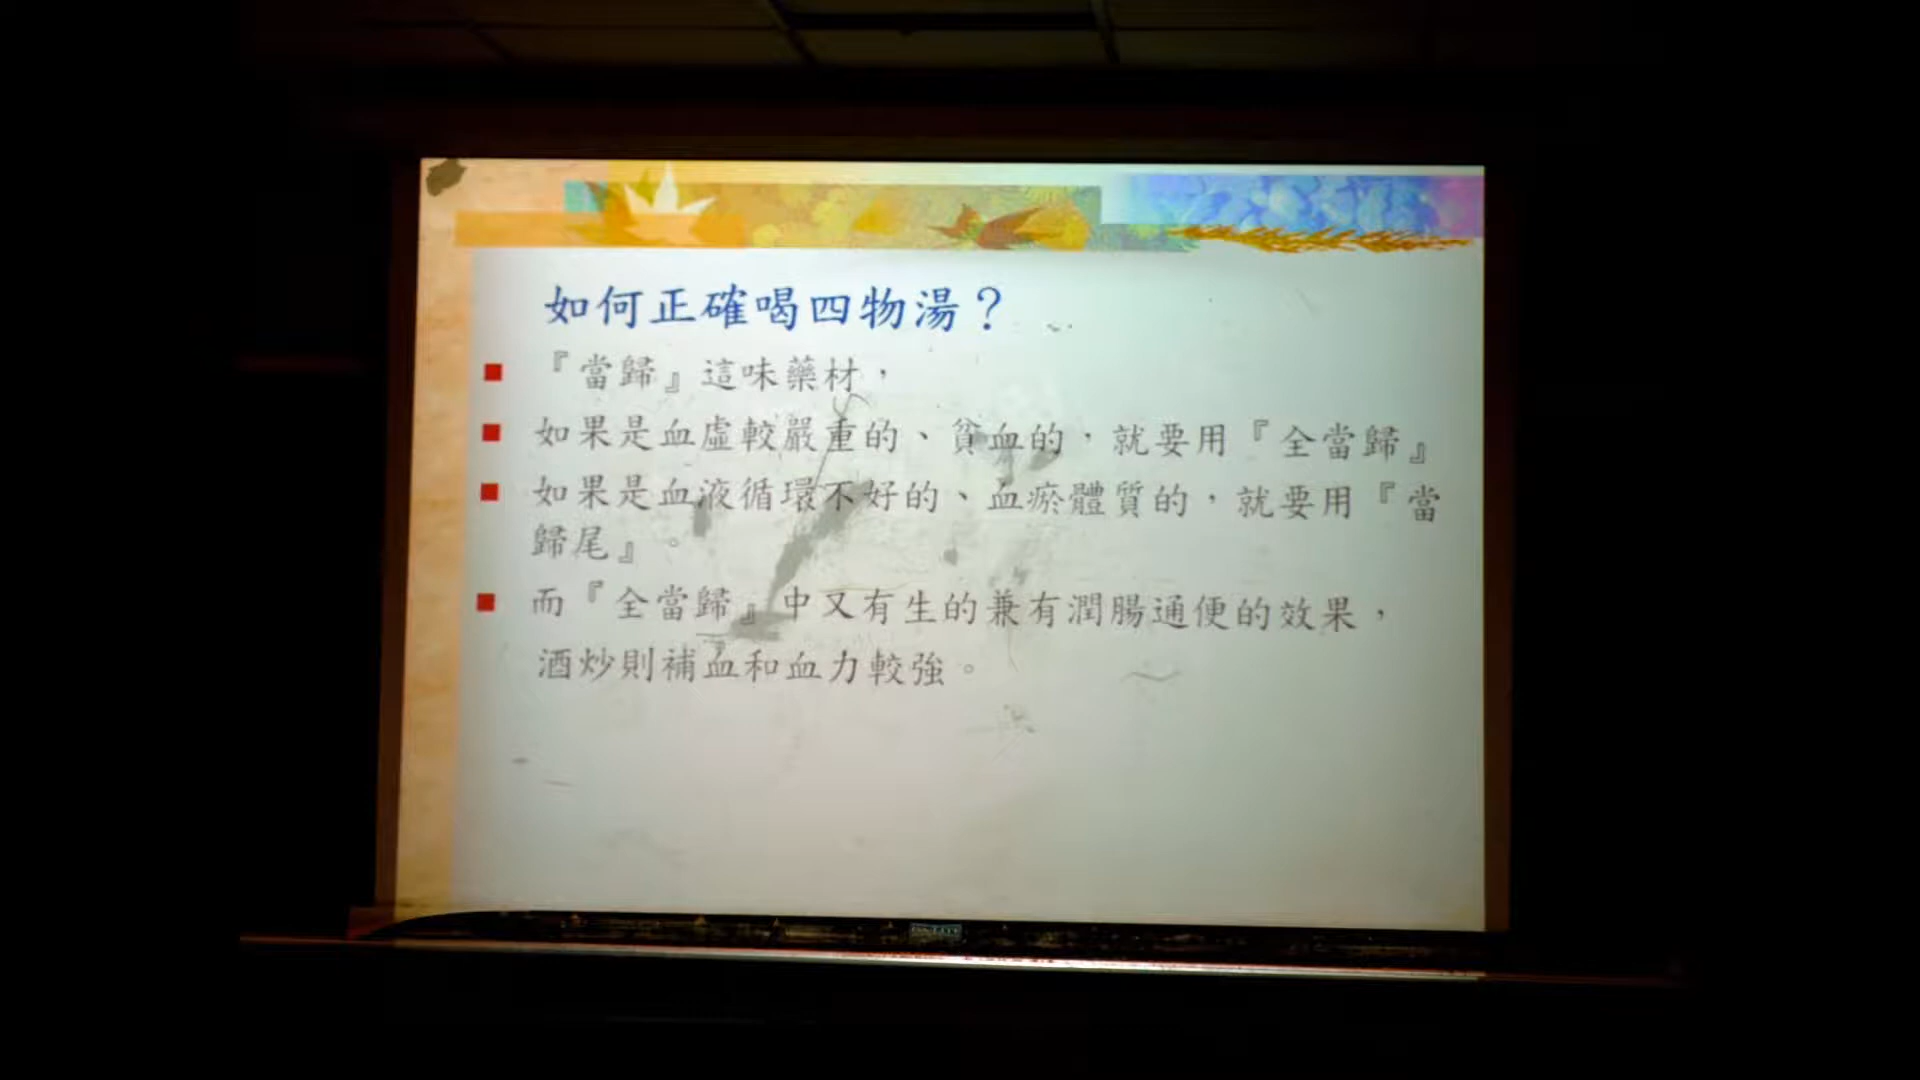 如何正確喝四物湯？
『當歸』這味藥材，
如果是血虛較嚴重的、貧血的，就要用『全當歸』
如果是血液循環不好的、血瘀體質的，就要用『當
歸尾』。
而『全當歸』中又有生的兼有潤腸通便的效果，
酒炒則補血和血力較強。